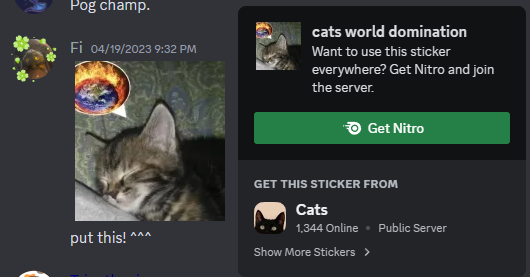 Pog champ.
Fi 04/19/2023 9:32 PM
put this! ^^^
cats world domination
Want to use this sticker
everywhere? Get Nitro and join
the server.
Get Nitro
GET THIS STICKER FROM
Cats
1,344 Online • Public Server
Show More Stickers >